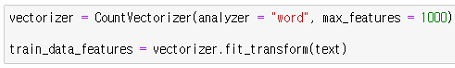 vectorizer = CountVectorizer(analyzer = "word", max_features = 1000)
train_data_features = vectorizer.fit_transform(text)